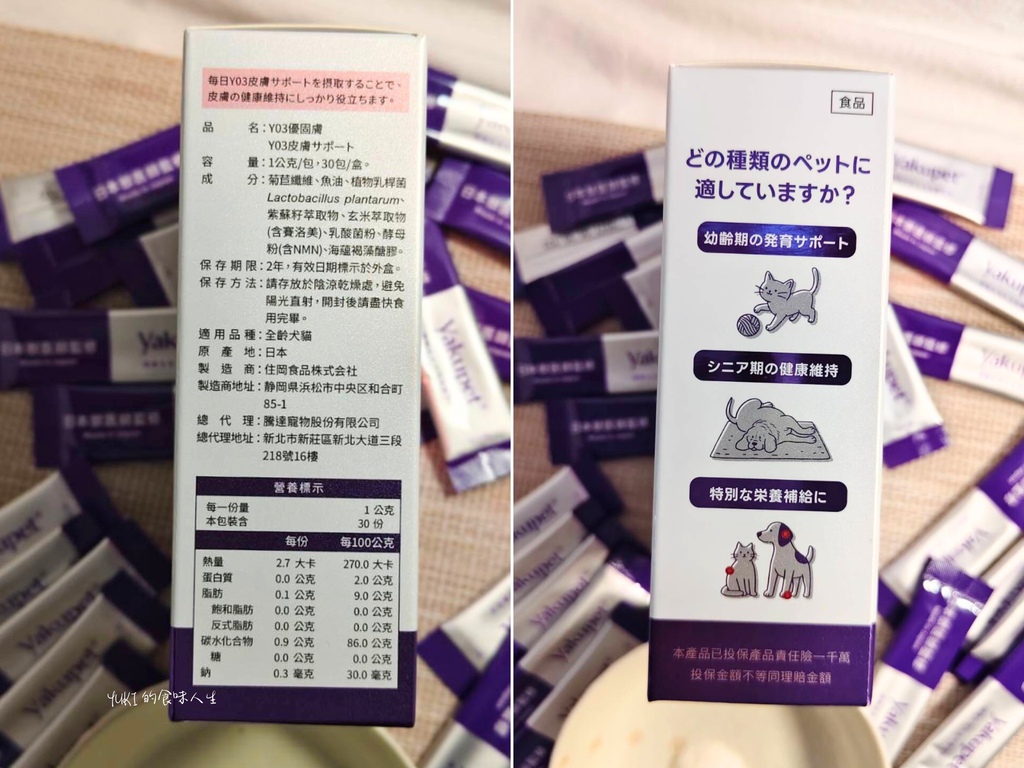 毎日Y03皮膚サポートを摂取することで、
皮膚の健康維持にしっかり役立ちます。
品名：Y03優固膚
Y03皮膚サポート
容量：1公克/包，30包/盒。
成分：菊苣纖維、魚油、植物乳桿菌
Lactobacillus plantarum、
紫蘇籽萃取物、玄米萃取物
(含賽洛美)、乳酸菌粉、酵母
粉(含NMN)、海蘊褐藻醣膠。
保存期限：2年，有效日期標示於外盒。
保存方法：請存放於陰涼乾燥處，避免
陽光直射，開封後請盡快食
用完畢。
適用品種：全齡犬貓
原產地：日本
製造商：住岡食品株式会社
製造商地址：静岡県浜松市中央区和合町
85-1
總代理：騰達寵物股份有限公司
總代理地址：新北市新莊區新北大道三段
218號16樓
營養標示
每一份量 1 公克
本包裝含 30 份
每份 每100公克
熱量 2.7 大卡 270.0 大卡
蛋白質 0.0 公克 2.0 公克
脂肪 0.1 公克 9.0 公克
飽和脂肪 0.0 公克 0.0 公克
反式脂肪 0.0 公克 0.0 公克
碳水化合物 0.9 公克 86.0 公克
糖 0.0 公克 0.0 公克
鈉 0.3 毫克 30.0 毫克
YUKI的食味人生
食品
どの種類のペットに
適していますか？
幼齢期の発育サポート
シニア期の健康維持
特別な栄養補給に
本產品已投保產品責任險一千萬
投保金額不等同理賠金額
Yakupet
Yakupet
Yakupet
Yakupet